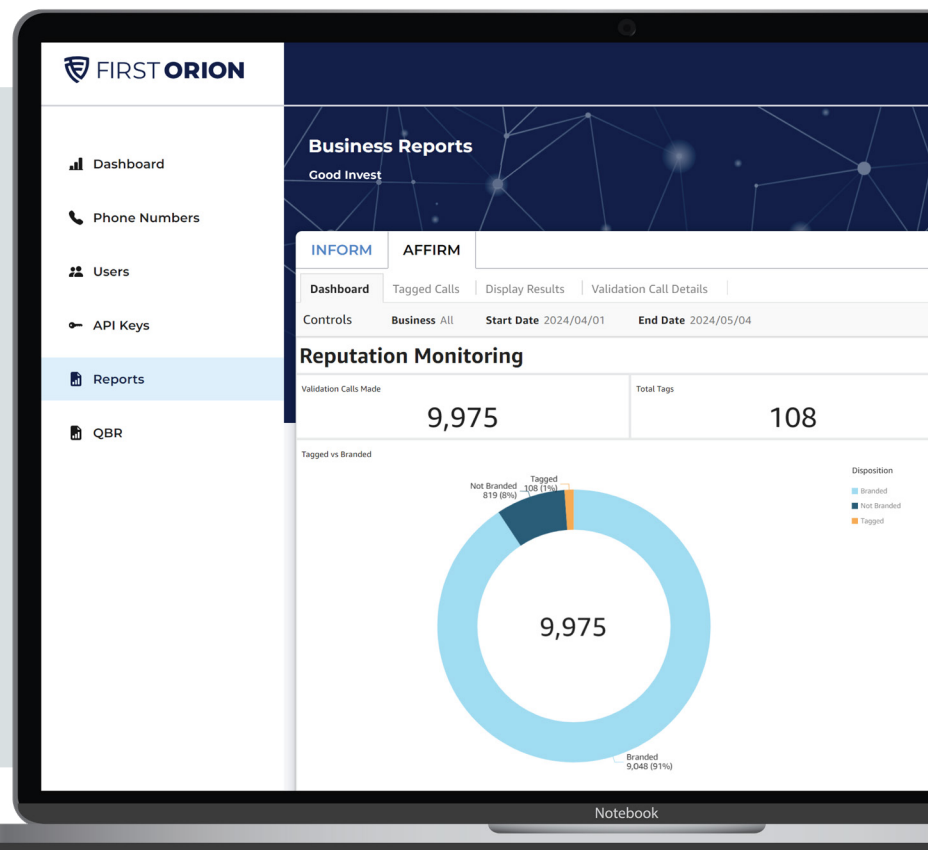 FIRST ORION
Dashboard
Phone Numbers
Users
API Keys
Reports
QBR
Business Reports
Good Invest
INFORM AFFIRM
Dashboard Tagged Calls Display Results Validation Call Details
Controls Business All Start Date 2024/04/01 End Date 2024/05/04
Reputation Monitoring
Validation Calls Made Total Tags
9,975 108
Tagged vs Branded
Disposition
Branded
Not Branded
Tagged
Tagged
108 (1%)
Not Branded
819 (8%)
9,975
Branded
9,048 (91%)
Notebook